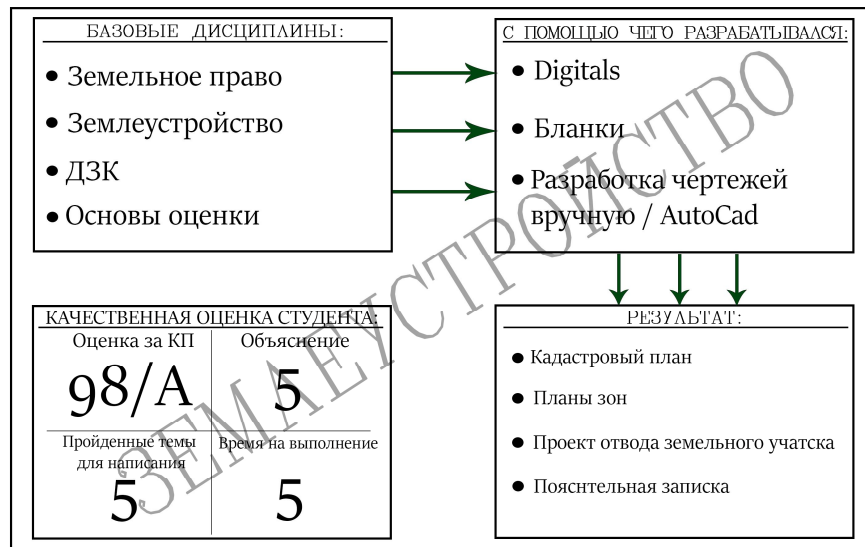 БАЗОВЫЕ ДИСЦИПЛИНЫ:
• Земельное право
• Землеустройство
• ДЗК
• Основы оценки
С ПОМОЩЬЮ ЧЕГО РАЗРАБАТЫВАЛСЯ:
• Digitals
• Бланки
• Разработка чертежей
вручную / AutoCad
КАЧЕСТВЕННАЯ ОЦЕНКА СТУДЕНТА:
Оценка за КП
98/А
Объяснение
5
Пройденные темы
для написания
5
Время на выполнение
5
РЕЗУЛЬТАТ:
• Кадастровый план
• Планы зон
• Проект отвода земельного учатска
• Пояснтельная записка
ЗЕМЛЕУСТРОЙСТВО